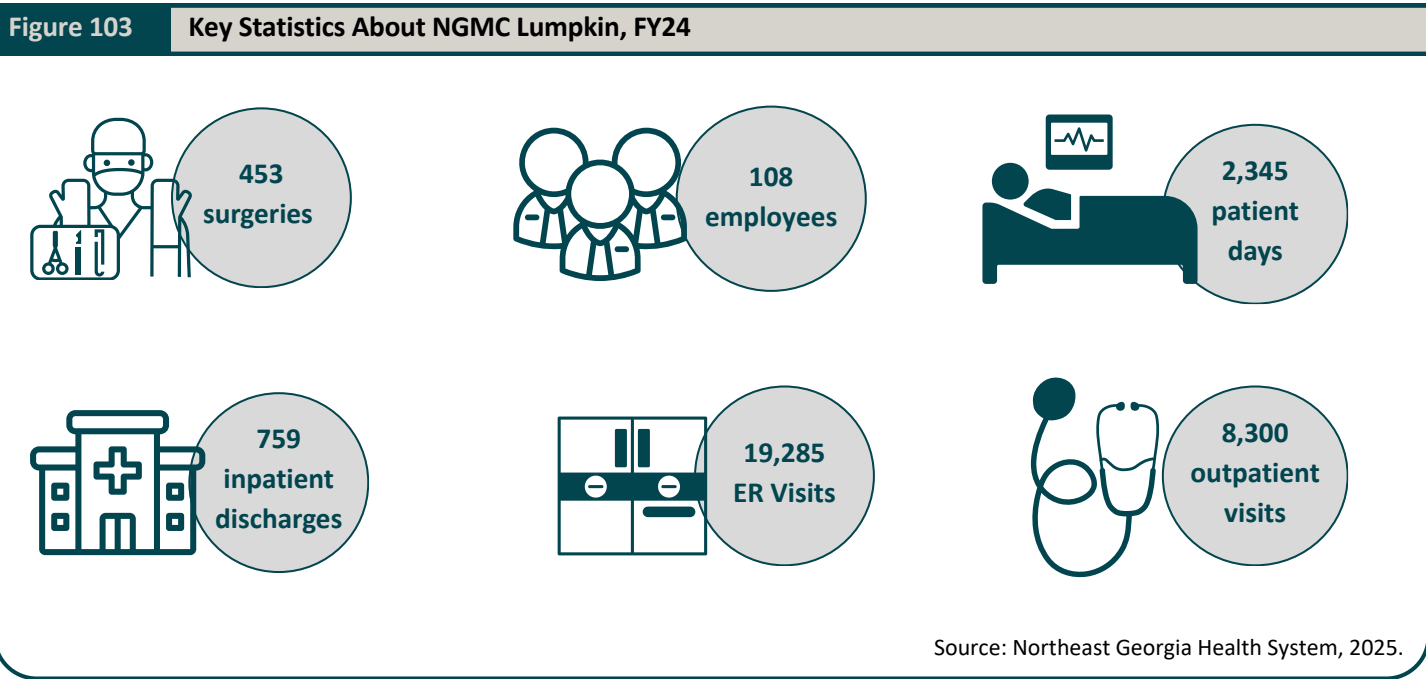 Figure 103
Key Statistics About NGMC Lumpkin, FY24
453
surgeries
108
employees
2,345
patient
days
759
inpatient
discharges
19,285
ER Visits
8,300
outpatient
visits
Source: Northeast Georgia Health System, 2025.